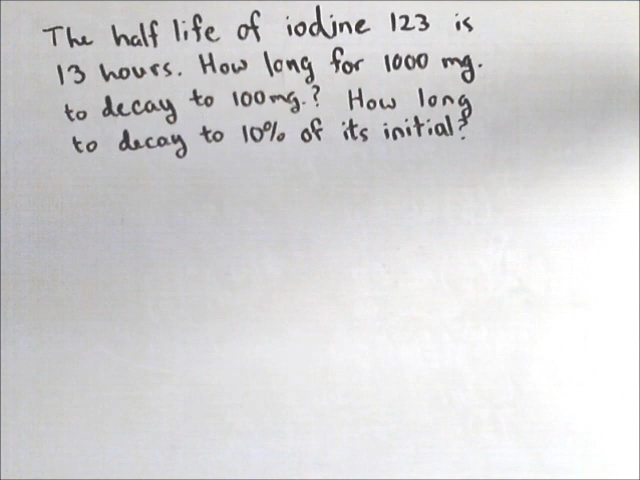 The half life of iodine 123 is
13 hours. How long for 1000 mg.
to decay to 100mg.? How long
to decay to 10% of its initial?